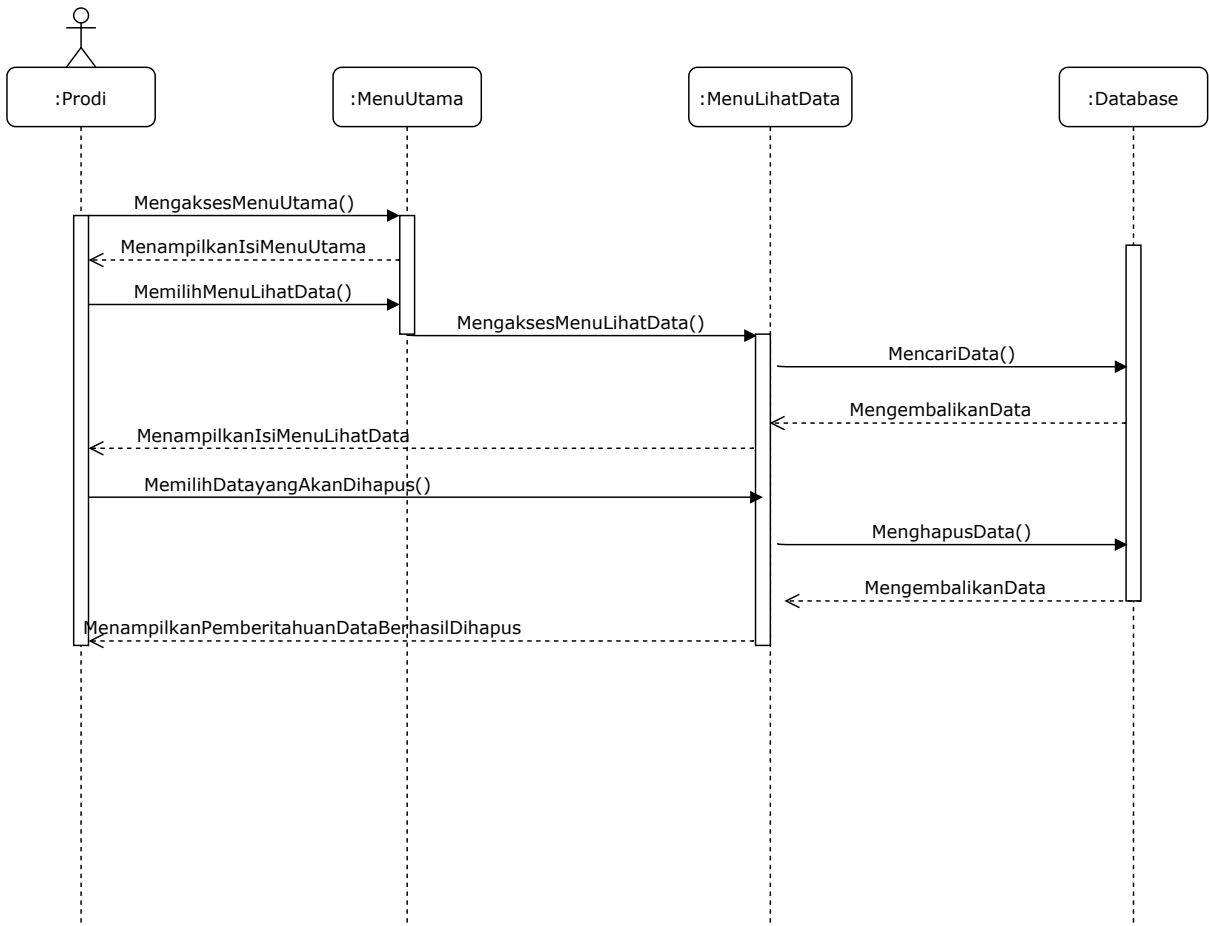 :Prodi
:MenuUtama
:MenuLihatData
:Database
MengaksesMenuUtama()
MenampilkanIsiMenuUtama
MemilihMenuLihatData()
MengaksesMenuLihatData()
MencariData()
MengembalikanData
MenampilkanIsiMenuLihatData
MemilihDatayangAkanDihapus()
MenghapusData()
MengembalikanData
MenampilkanPemberitahuanDataBerhasilDihapus